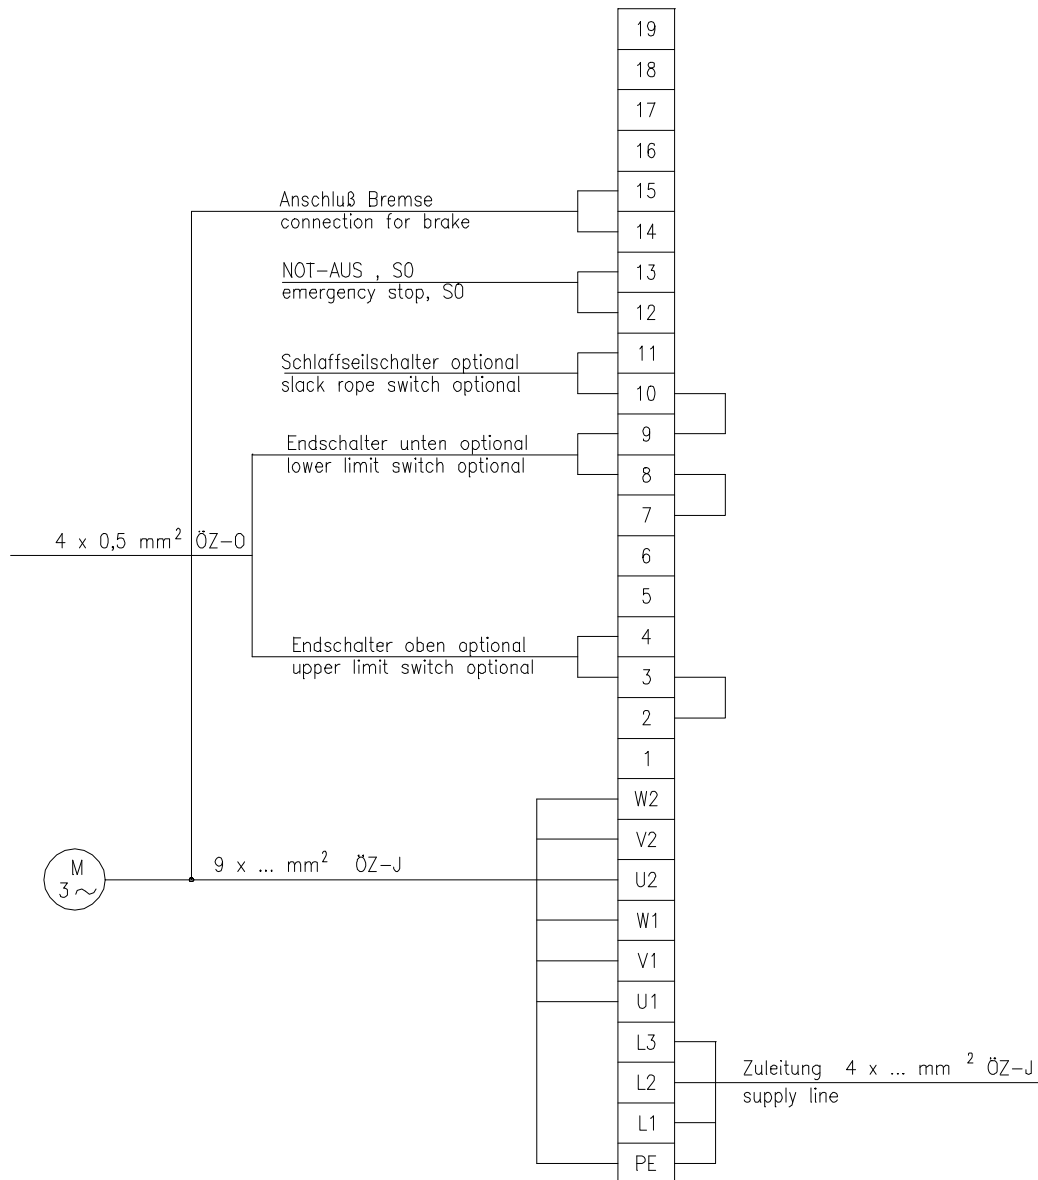 19
18
17
16
15
Anschluß Bremse
connection for brake
14
NOT-AUS , S0
13
emergency stop, S0
12
11
Schlaffseilschalter optional
slack rope switch optional
10
9
Endschalter unten optional
lower limit switch optional
8
7
4 x 0,5 mm² ÖZ-O
6
5
4
Endschalter oben optional
upper limit switch optional
3
2
1
W2
V2
M
3~
9 x ... mm² ÖZ-J
U2
W1
V1
U1
L3
Zuleitung 4 x ... mm ² ÖZ-J
L2
supply line
L1
PE